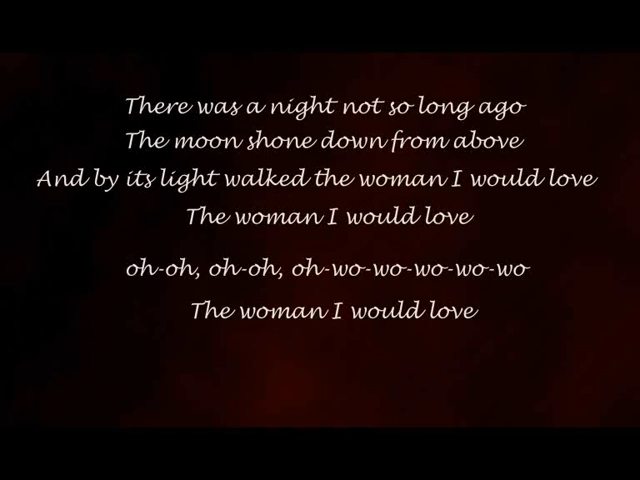 There was a night not so long ago
The moon shone down from above
And by its light walked the woman I would love
The woman I would love
oh-oh, oh-oh, oh-wo-wo-wo-wo-wo
The woman I would love